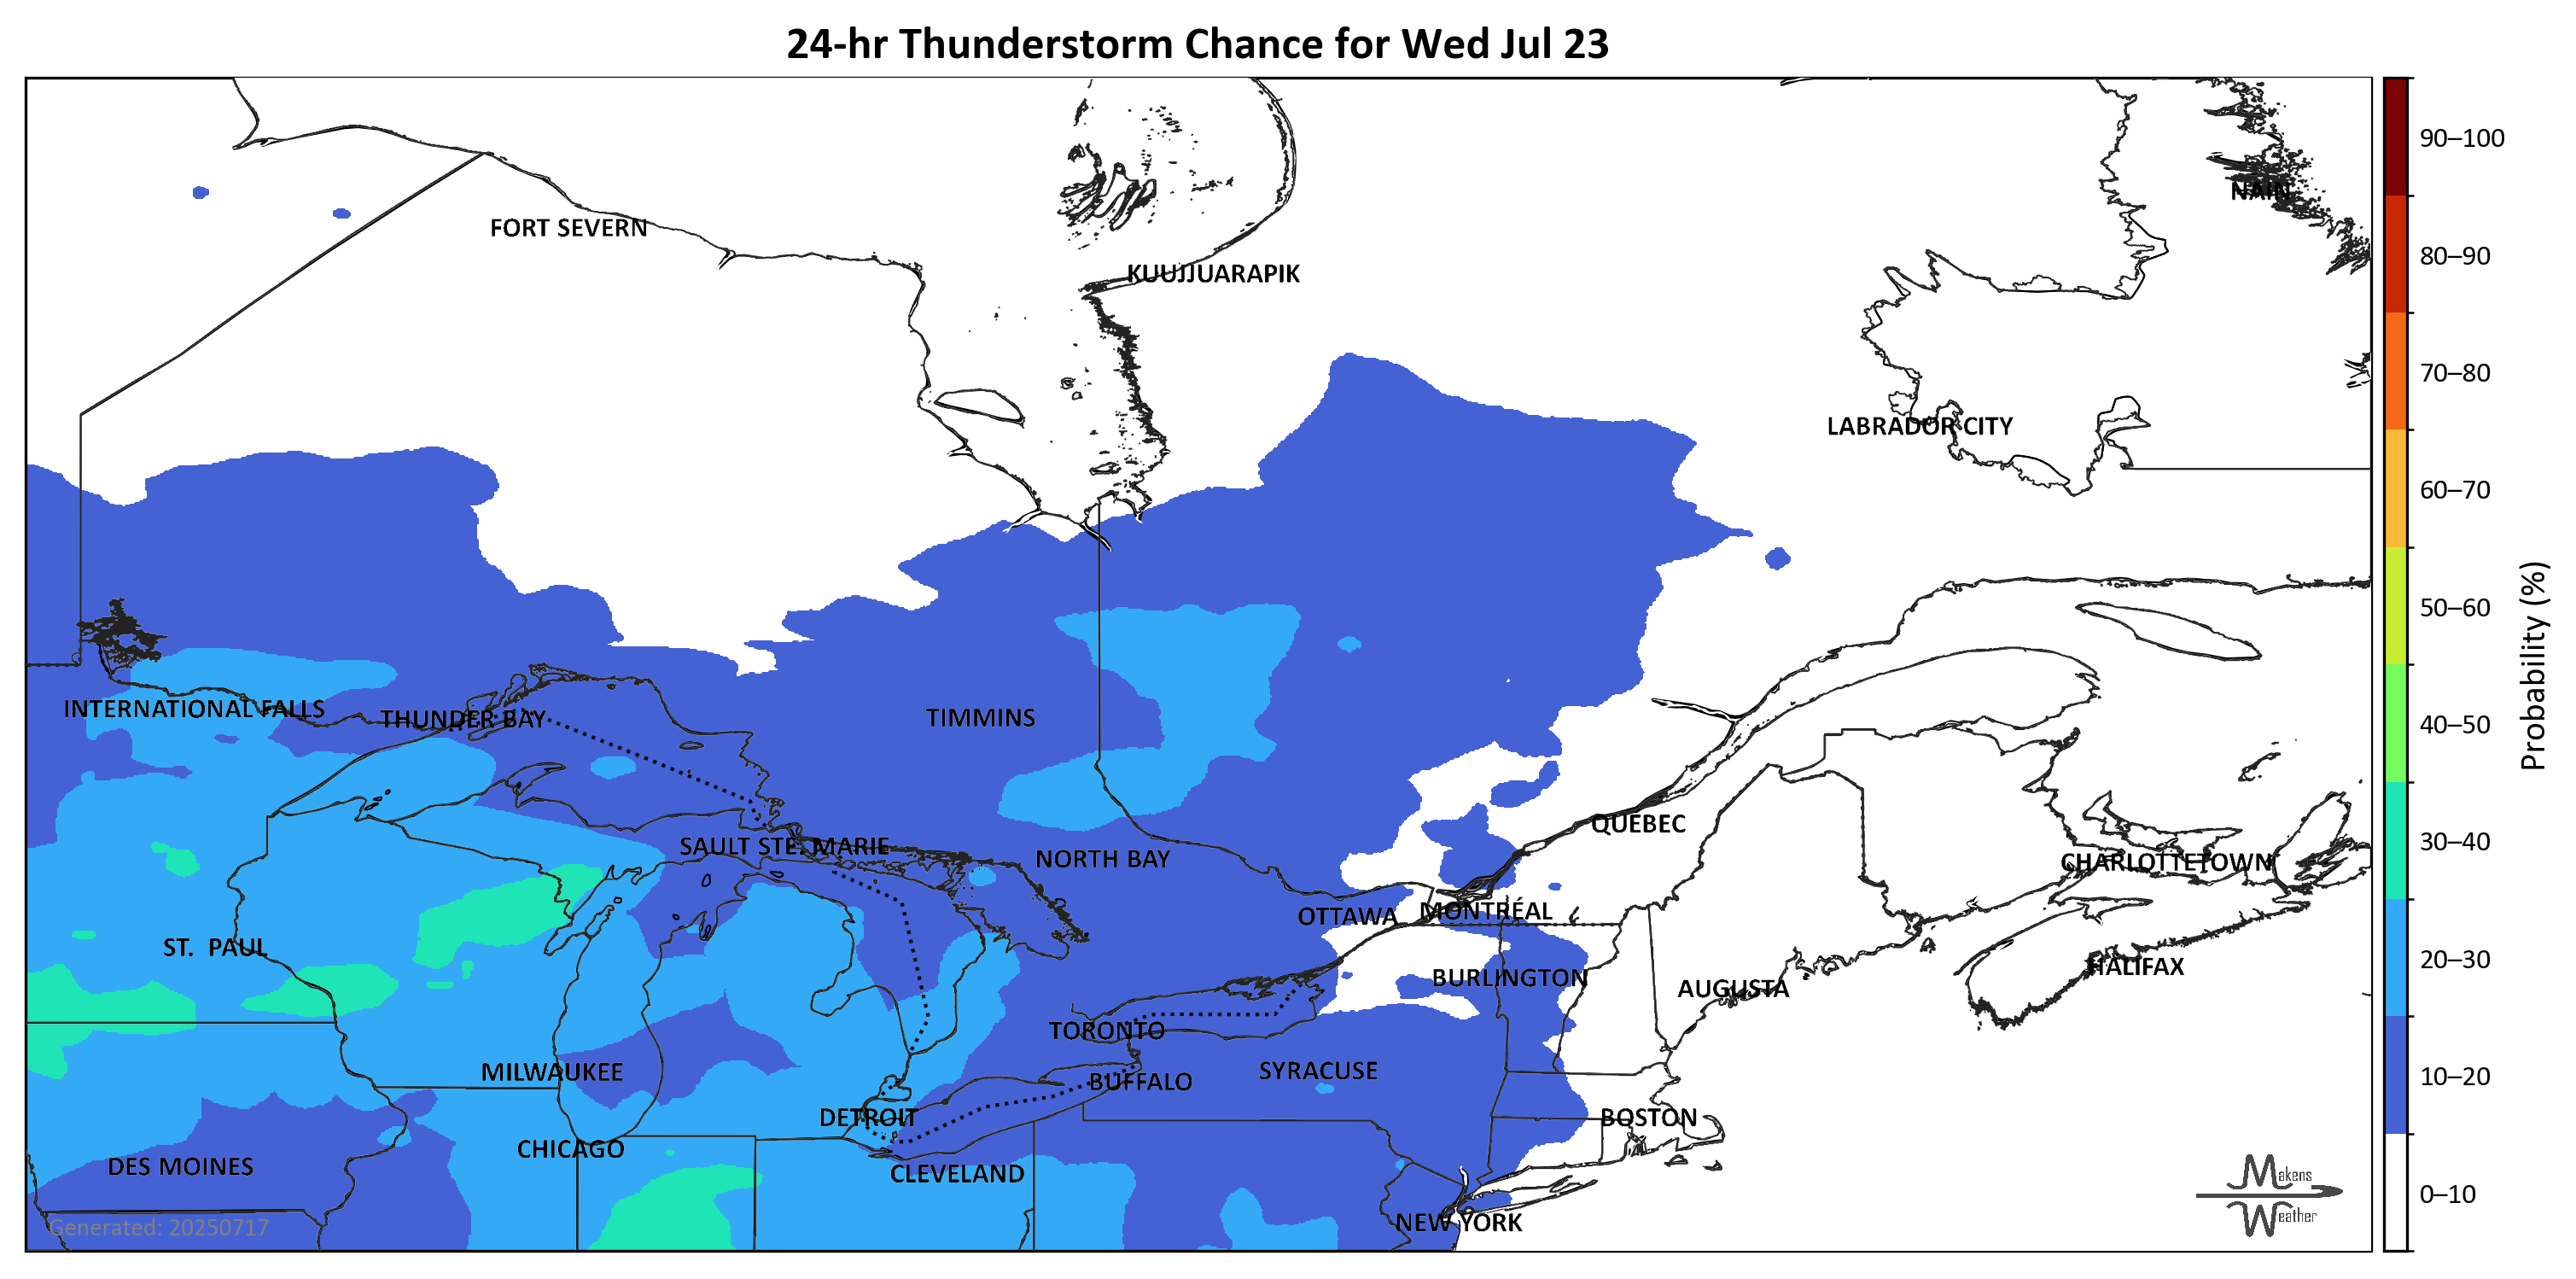 24-hr Thunderstorm Chance for Wed Jul 23
90–100
NAIN
FORT SEVERN
80–90
KUUJJUARAPIK
70–80
LABRADOR CITY
60–70
50–60
Probability (%)
INTERNATIONAL FALLS
THUNDER BAY
TIMMINS
40–50
QUEBEC
SAULT STE. MARIE
30–40
NORTH BAY
CHARLOTTETOWN
OTTAWA
MONTRÉAL
ST. PAUL
20–30
HALIFAX
BURLINGTON
AUGUSTA
TORONTO
MILWAUKEE
SYRACUSE
BUFFALO
10–20
DETROIT
BOSTON
CHICAGO
DES MOINES
CLEVELAND
Makens
Weather
0–10
NEW YORK
Generated: 20250717